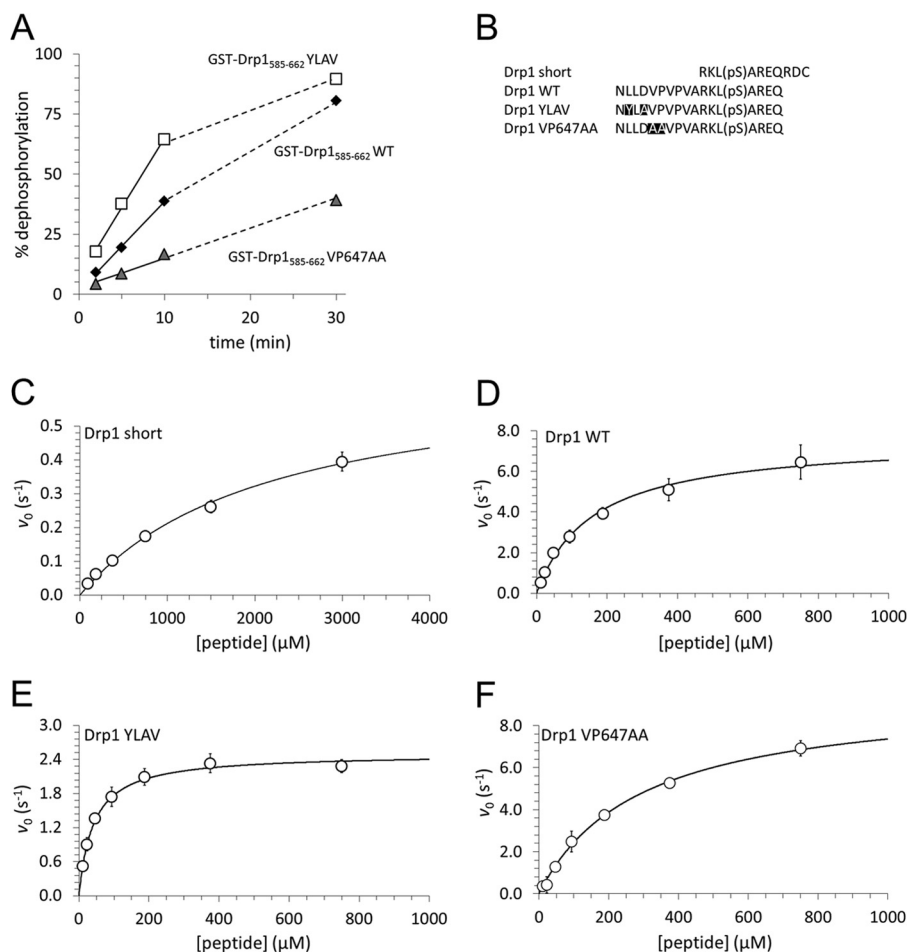 A
GST-Drp1585-662 YLAV
GST-Drp1585-662 WT
GST-Drp1585-662 VP647AA
100
75
50
25
0
0 10 20 30
% dephosphorylation
time (min)
B
Drp1 short RKL(pS)AREQRDC
Drp1 WT NLLDVPVPVARKL(pS)AREQ
Drp1 YLAV NYLAVPVPVARKL(pS)AREQ
Drp1 VP647AA NLLDAAVPVARKL(pS)AREQ
C
Drp1 short
0.5
0.4
0.3
0.2
0.1
0.0
0 1000 2000 3000 4000
v0 (s-1)
[peptide] (μM)
D
Drp1 WT
8.0
6.0
4.0
2.0
0.0
0 200 400 600 800 1000
v0 (s-1)
[peptide] (μM)
E
Drp1 YLAV
3.0
2.4
1.8
1.2
0.6
0.0
0 200 400 600 800 1000
v0 (s-1)
[peptide] (μM)
F
Drp1 VP647AA
8.0
6.0
4.0
2.0
0.0
0 200 400 600 800 1000
v0 (s-1)
[peptide] (μM)